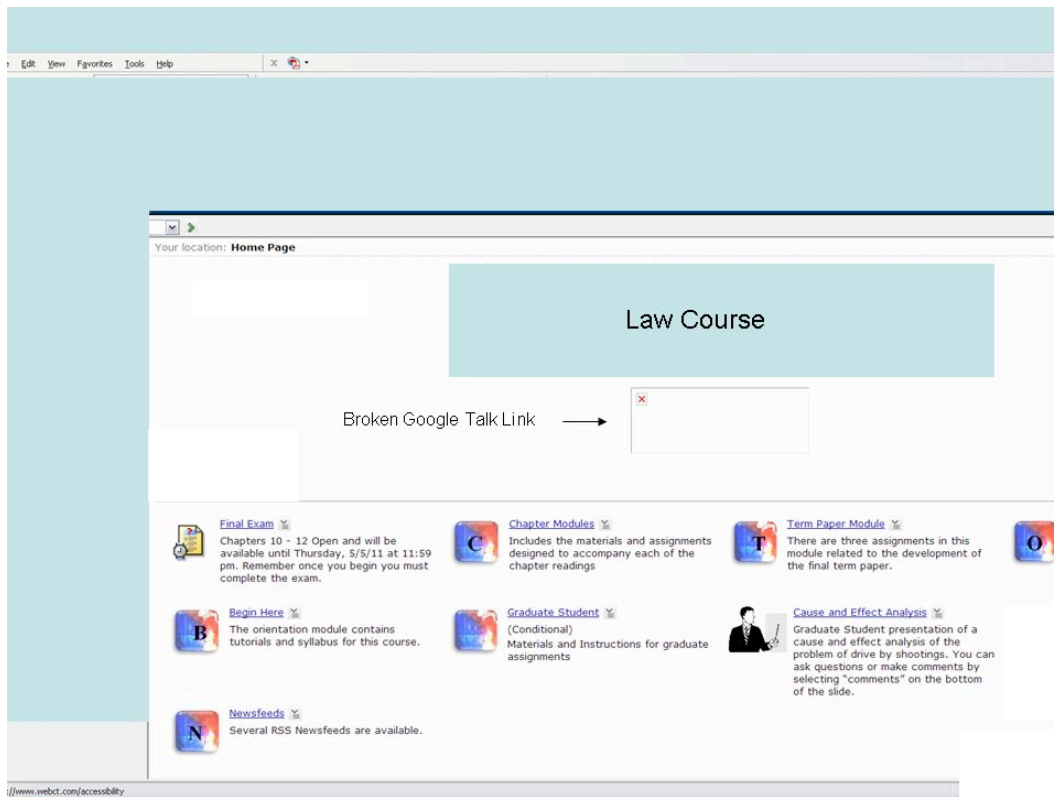 Edit View Favorites Tools Help
Your location: Home Page
Law Course
Broken Google Talk Link
Final Exam
Chapters 10 - 12 Open and will be
available until Thursday, 5/5/11 at 11:59
pm. Remember once you begin you must
complete the exam.
C
Chapter Modules
Includes the materials and assignments
designed to accompany each of the
chapter readings
T
Term Paper Module
There are three assignments in this
module related to the development of
the final term paper.
O
B
Begin Here
The orientation module contains
tutorials and syllabus for this course.
Graduate Student
(Conditional)
Materials and Instructions for graduate
assignments
Cause and Effect Analysis
Graduate Student presentation of a
cause and effect analysis of the
problem of drive by shootings. You can
ask questions or make comments by
selecting “comments” on the bottom
of the slide.
N
Newsfeeds
Several RSS Newsfeeds are available.
://www.webct.com/accessibility